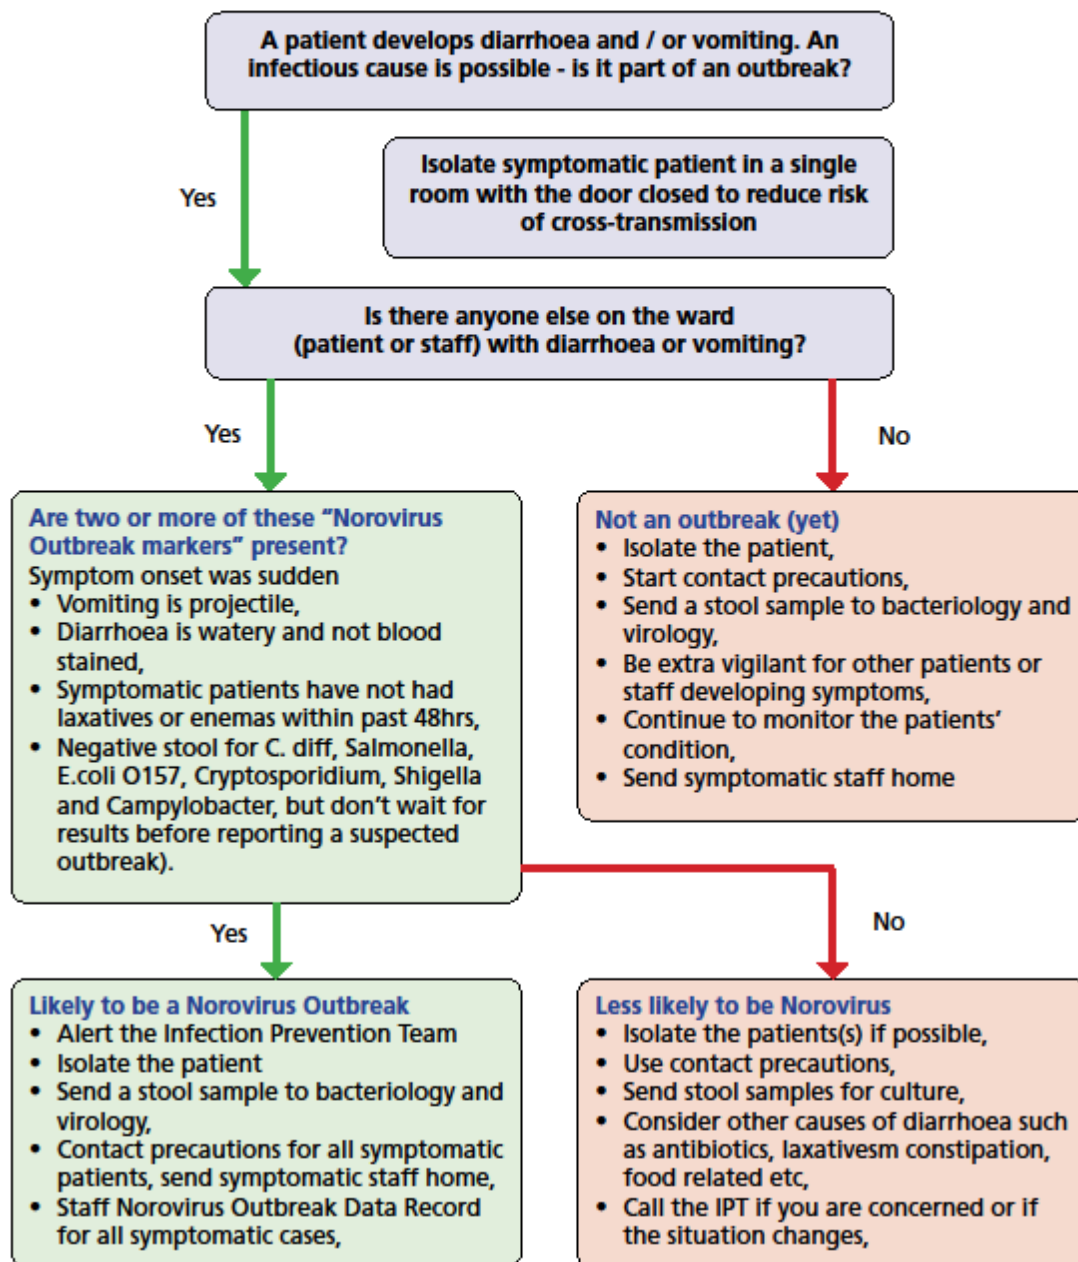 A patient develops diarrhoea and / or vomiting. An
infectious cause is possible - is it part of an outbreak?
Yes
Isolate symptomatic patient in a single
room with the door closed to reduce risk
of cross-transmission
Is there anyone else on the ward
(patient or staff) with diarrhoea or vomiting?
Yes
No
Are two or more of these “Norovirus
Outbreak markers” present?
Symptom onset was sudden
• Vomiting is projectile,
• Diarrhoea is watery and not blood
stained,
• Symptomatic patients have not had
laxatives or enemas within past 48hrs,
• Negative stool for C. diff, Salmonella,
E.coli O157, Cryptosporidium, Shigella
and Campylobacter, but don’t wait for
results before reporting a suspected
outbreak).
Not an outbreak (yet)
• Isolate the patient,
• Start contact precautions,
• Send a stool sample to bacteriology and
virology,
• Be extra vigilant for other patients or
staff developing symptoms,
• Continue to monitor the patients’
condition,
• Send symptomatic staff home
Yes
No
Likely to be a Norovirus Outbreak
• Alert the Infection Prevention Team
• Isolate the patient
• Send a stool sample to bacteriology and
virology,
• Contact precautions for all symptomatic
patients, send symptomatic staff home,
• Staff Norovirus Outbreak Data Record
for all symptomatic cases,
Less likely to be Norovirus
• Isolate the patients(s) if possible,
• Use contact precautions,
• Send stool samples for culture,
• Consider other causes of diarrhoea such
as antibiotics, laxativesm constipation,
food related etc,
• Call the IPT if you are concerned or if
the situation changes,